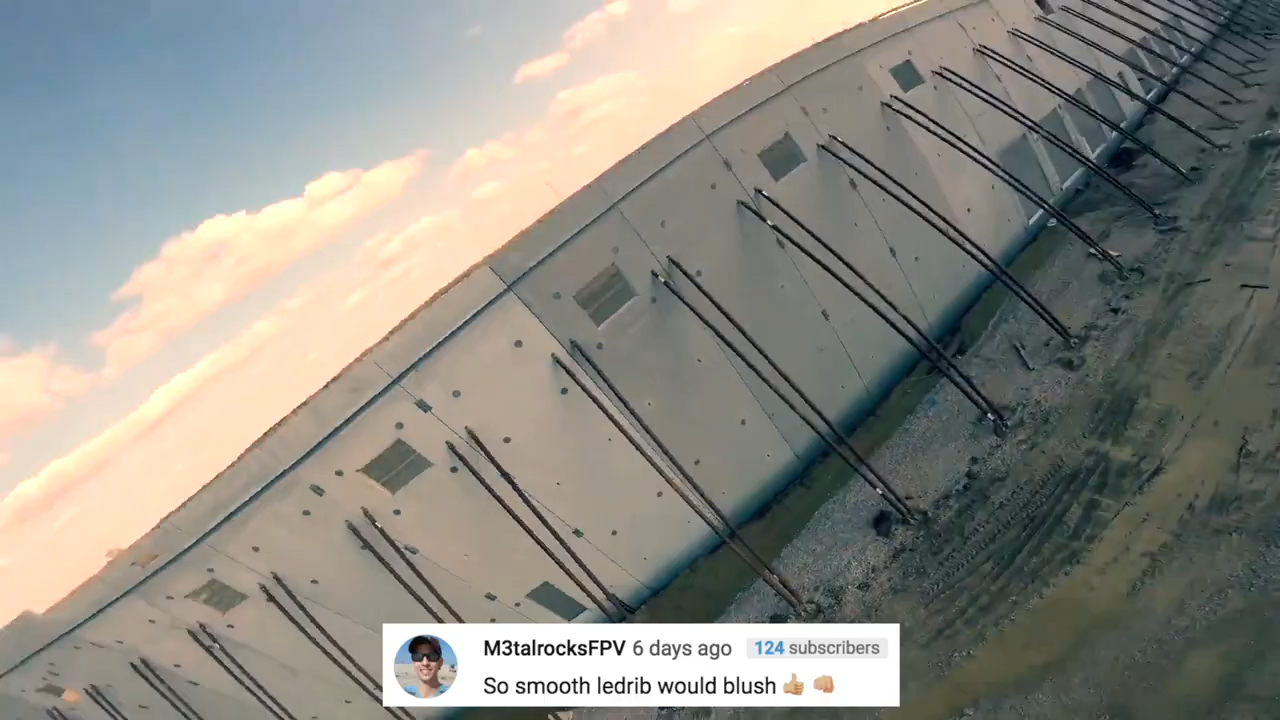 M3talrocksFPV 6 days ago 124 subscribers
So smooth ledrib would blush 👍🏼 👊🏼